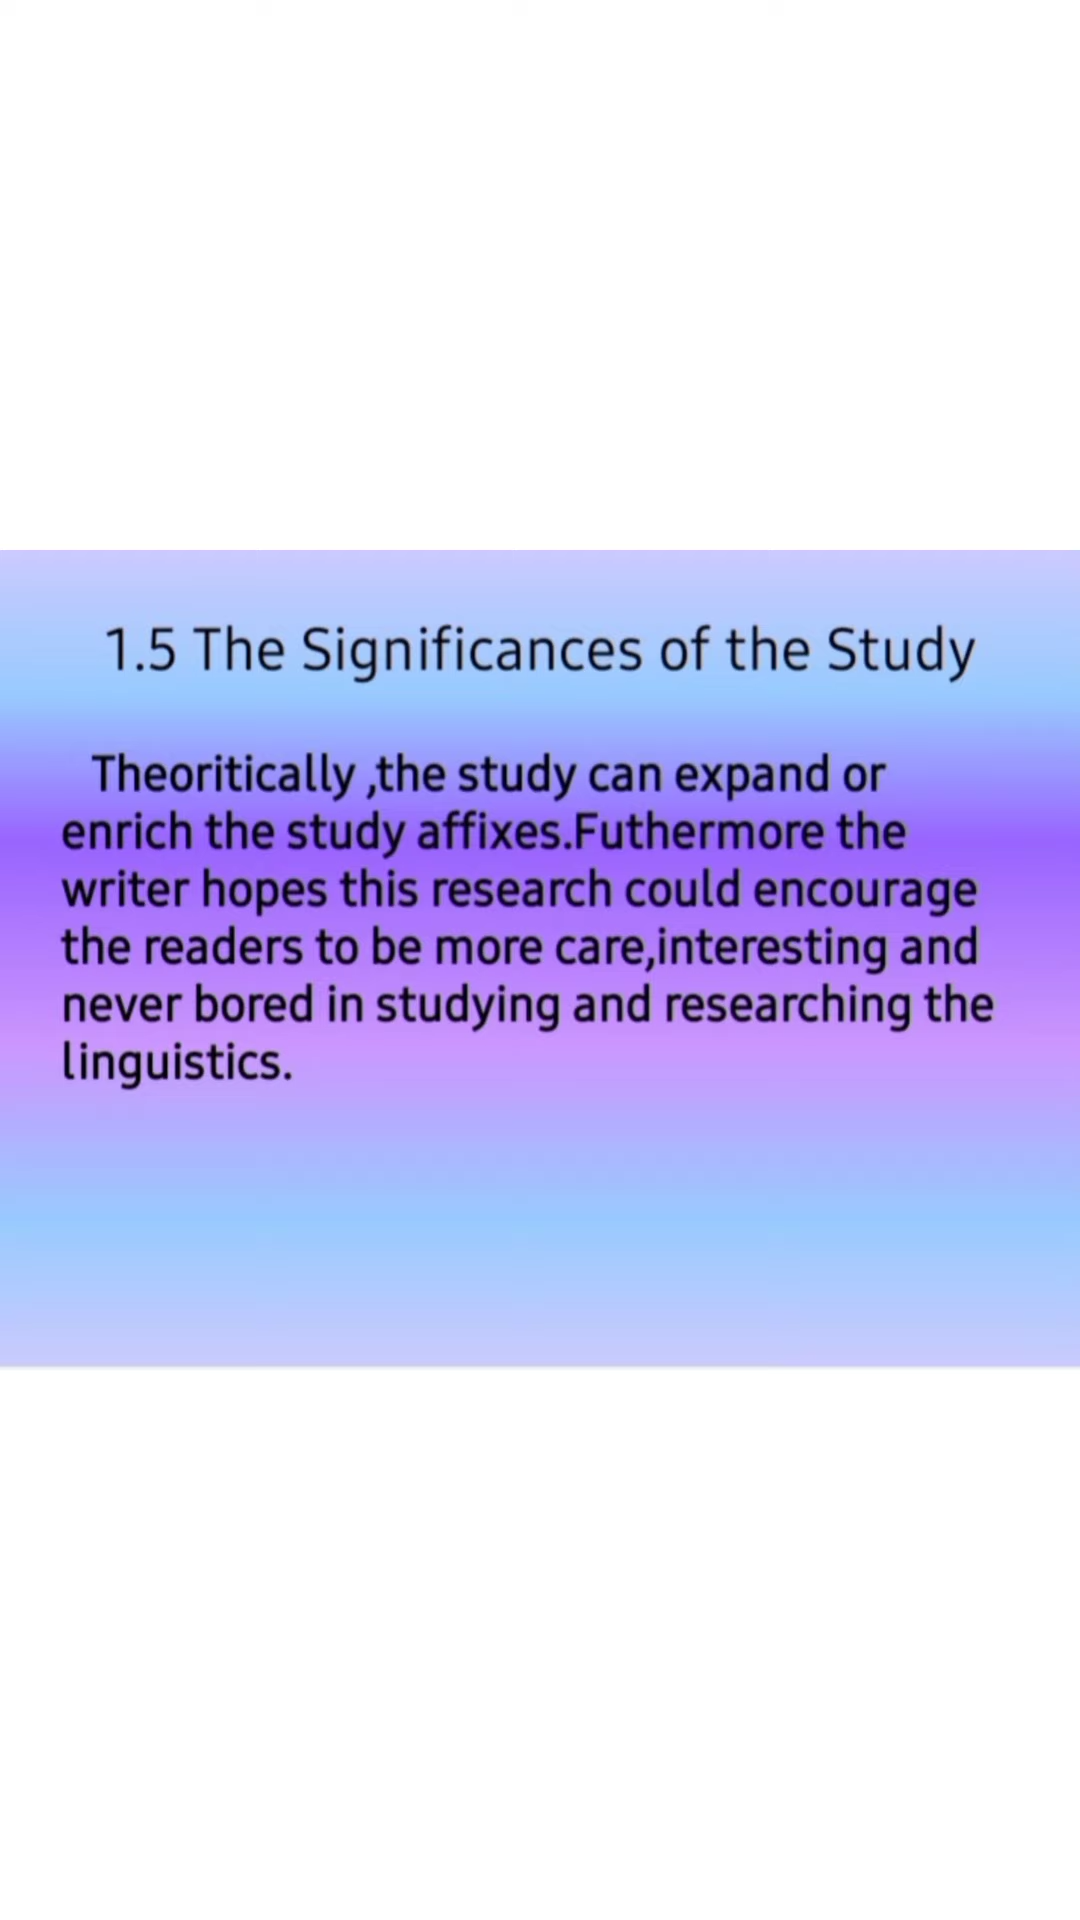 1.5 The Significances of the Study
Theoritically ,the study can expand or
enrich the study affixes.Futhermore the
writer hopes this research could encourage
the readers to be more care,interesting and
never bored in studying and researching the
linguistics.